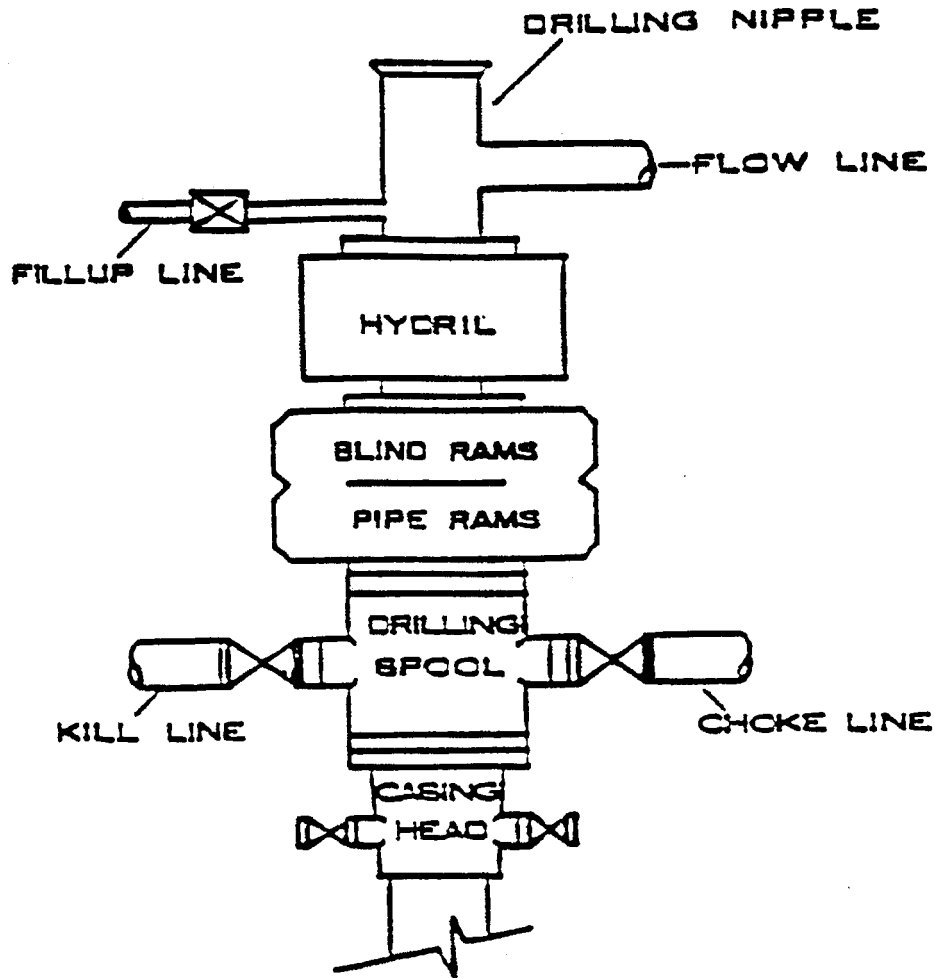 DRILLING NIPPLE
FLOW LINE
FILLUP LINE
HYDRIL
BLIND RAMS
PIPE RAMS
DRILLING
SPOOL
KILL LINE
CHOKE LINE
CASING
HEAD